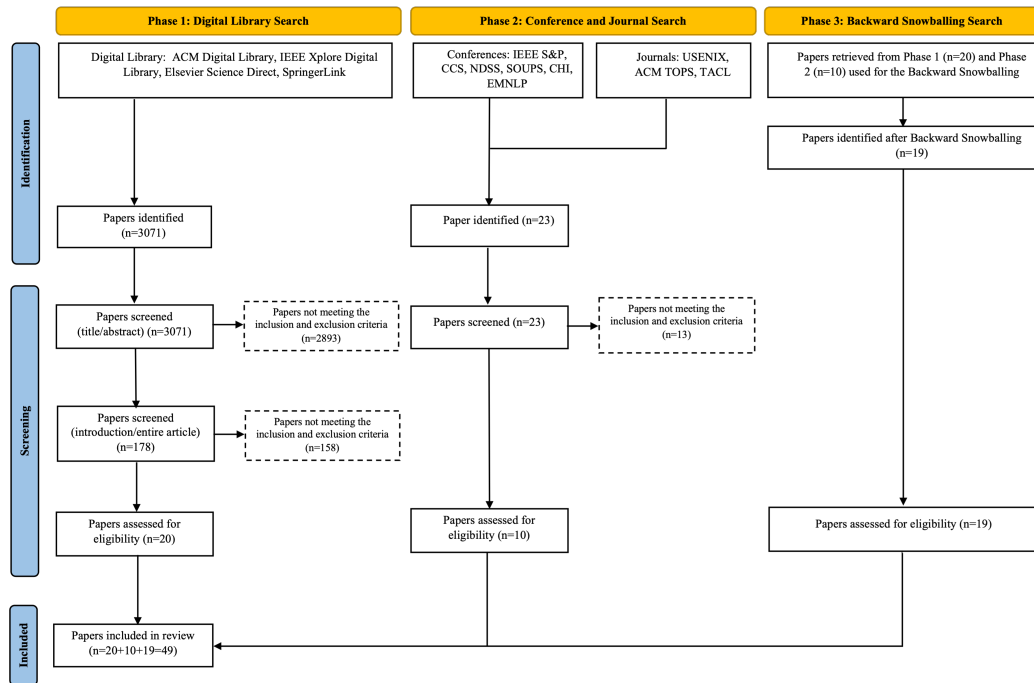 Phase 1: Digital Library Search
Phase 2: Conference and Journal Search
Phase 3: Backward Snowballing Search
Identification
Digital Library: ACM Digital Library, IEEE Xplore Digital
Library, Elsevier Science Direct, SpringerLink
Conferences: IEEE S&P,
CCS, NDSS, SOUPS, CHI,
EMNLP
Journals: USENIX,
ACM TOPS, TACL
Papers retrieved from Phase 1 (n=20) and Phase
2 (n=10) used for the Backward Snowballing
Papers identified after Backward Snowballing
(n=19)
Papers identified
(n=3071)
Paper identified (n=23)
Screening
Papers screened
(title/abstract) (n=3071)
Papers not meeting the
inclusion and exclusion criteria
(n=2893)
Papers screened (n=23)
Papers not meeting the
inclusion and exclusion criteria
(n=13)
Papers screened
(introduction/entire article)
(n=178)
Papers not meeting the
inclusion and exclusion criteria
(n=158)
Papers assessed for
eligibility (n=20)
Papers assessed for
eligibility (n=10)
Papers assessed for eligibility (n=19)
Included
Papers included in review
(n=20+10+19=49)